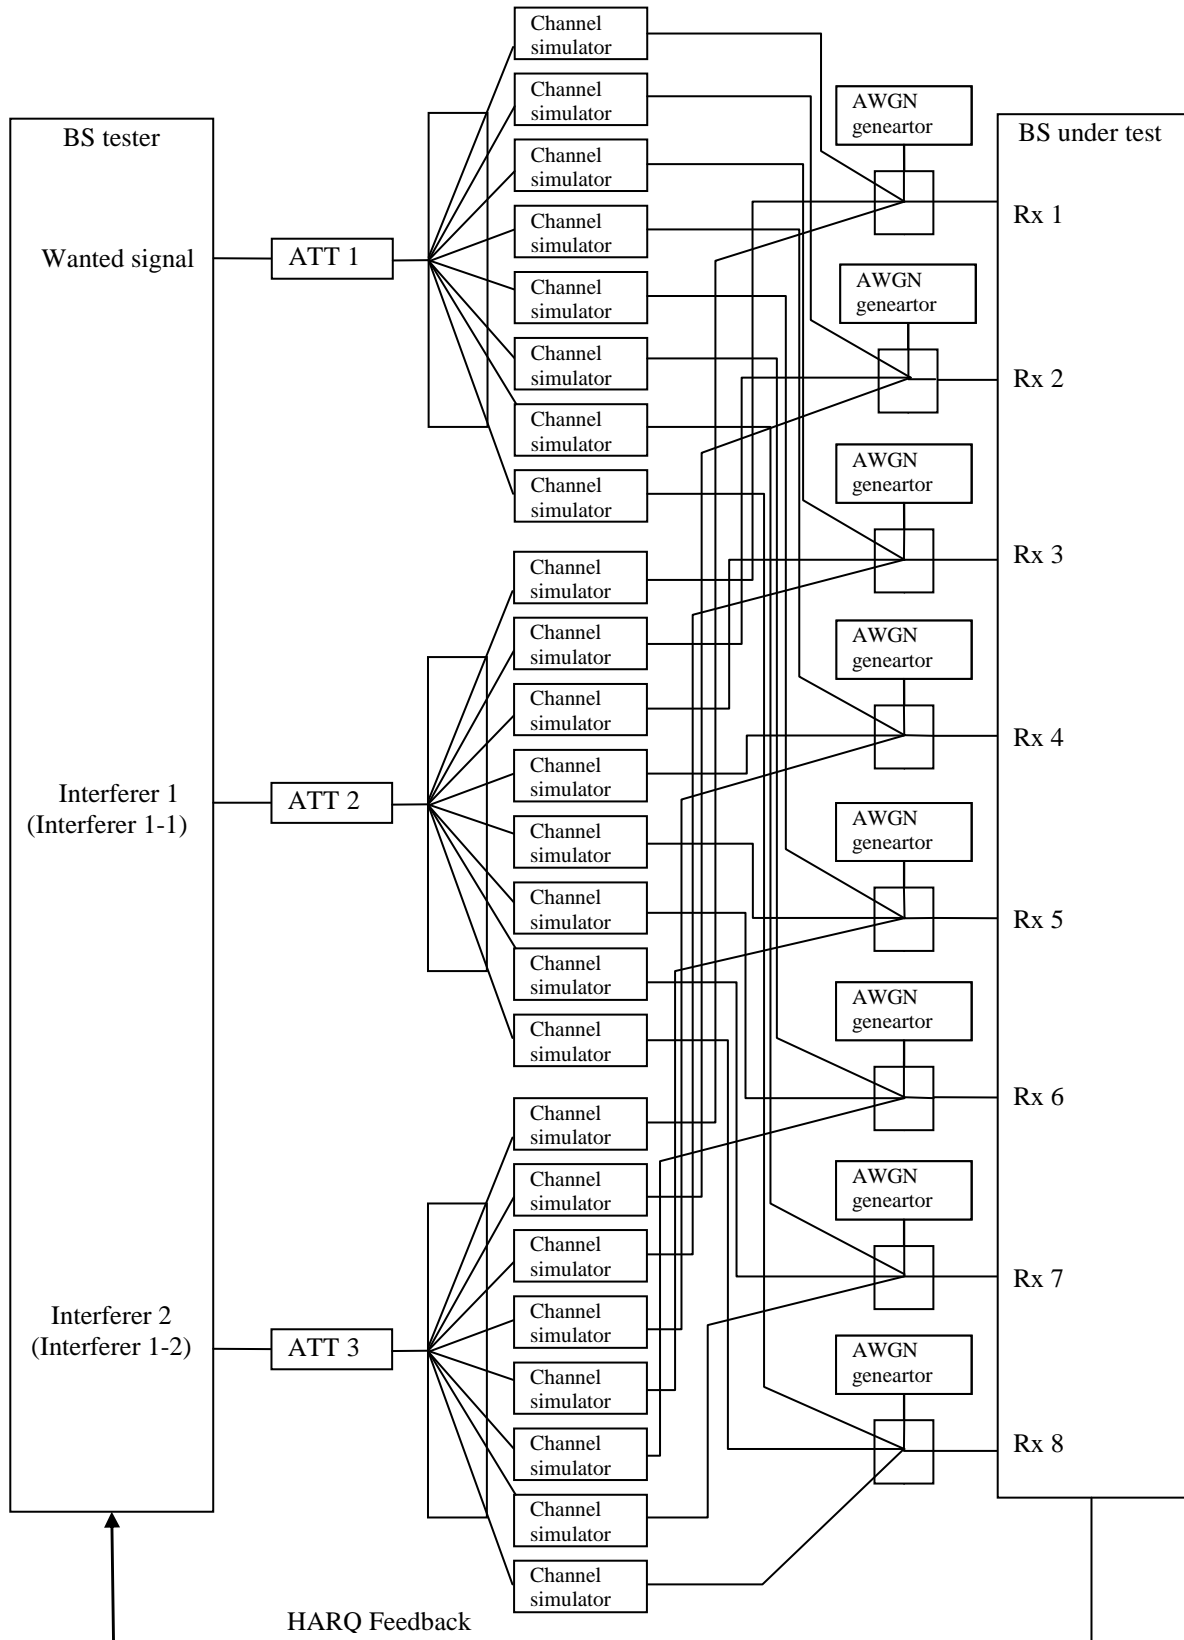 Channel
simulator
Channel
simulator
Channel
simulator
Channel
simulator
Channel
simulator
Channel
simulator
Channel
simulator
Channel
simulator
Channel
simulator
Channel
simulator
Channel
simulator
Channel
simulator
Channel
simulator
Channel
simulator
Channel
simulator
Channel
simulator
Channel
simulator
Channel
simulator
Channel
simulator
Channel
simulator
Channel
simulator
Channel
simulator
Channel
simulator
Channel
simulator
BS tester
Wanted signal
Interferer 1
(Interferer 1-1)
Interferer 2
(Interferer 1-2)
ATT 1
ATT 2
ATT 3
AWGN
geneartor
AWGN
geneartor
AWGN
geneartor
AWGN
geneartor
AWGN
geneartor
AWGN
geneartor
AWGN
geneartor
AWGN
geneartor
BS under test
Rx 1
Rx 2
Rx 3
Rx 4
Rx 5
Rx 6
Rx 7
Rx 8
HARQ Feedback